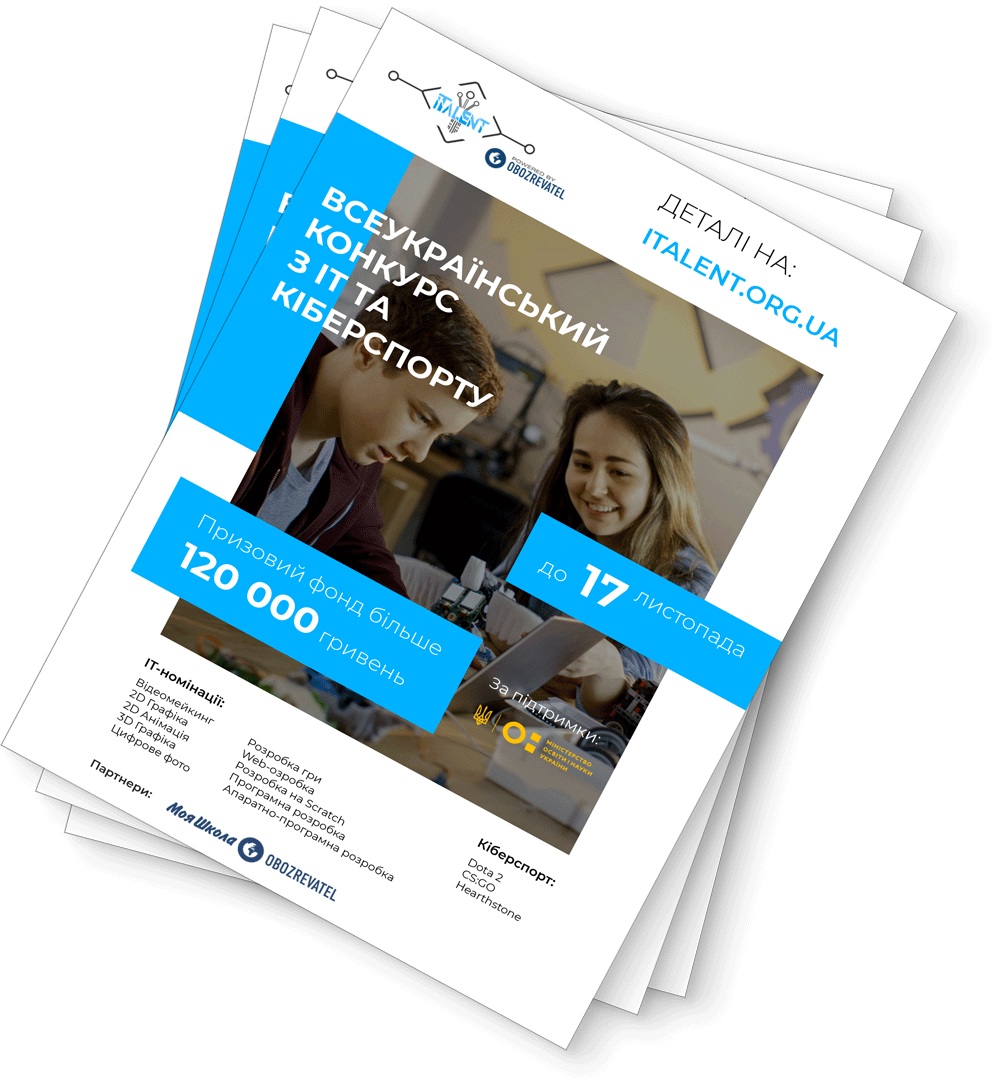 iTALENT
POWERED BY
OBOZREVATEL
ДЕТАЛІ НА:
ITALENT.ORG.UA
ВСЕУКРАЇНСЬКИЙ
КОНКУРС
З ІТ ТА
КІБЕРСПОРТУ
Призовий фонд більше
120 000 гривень
до 17 листопада
За підтримки:
МІНІСТЕРСТВО
ОСВІТИ І НАУКИ
УКРАЇНИ
ІТ-номінації:
Відеомейкинг
2D Графіка
2D Анімація
3D Графіка
Цифрове фото
Розробка гри
Web-озробка
Розробка на Scratch
Програмна розробка
Апаратно-програмна розробка
Кіберспорт:
Dota 2
CS:GO
Hearthstone
Партнери:
Моя Школа
OBOZREVATEL